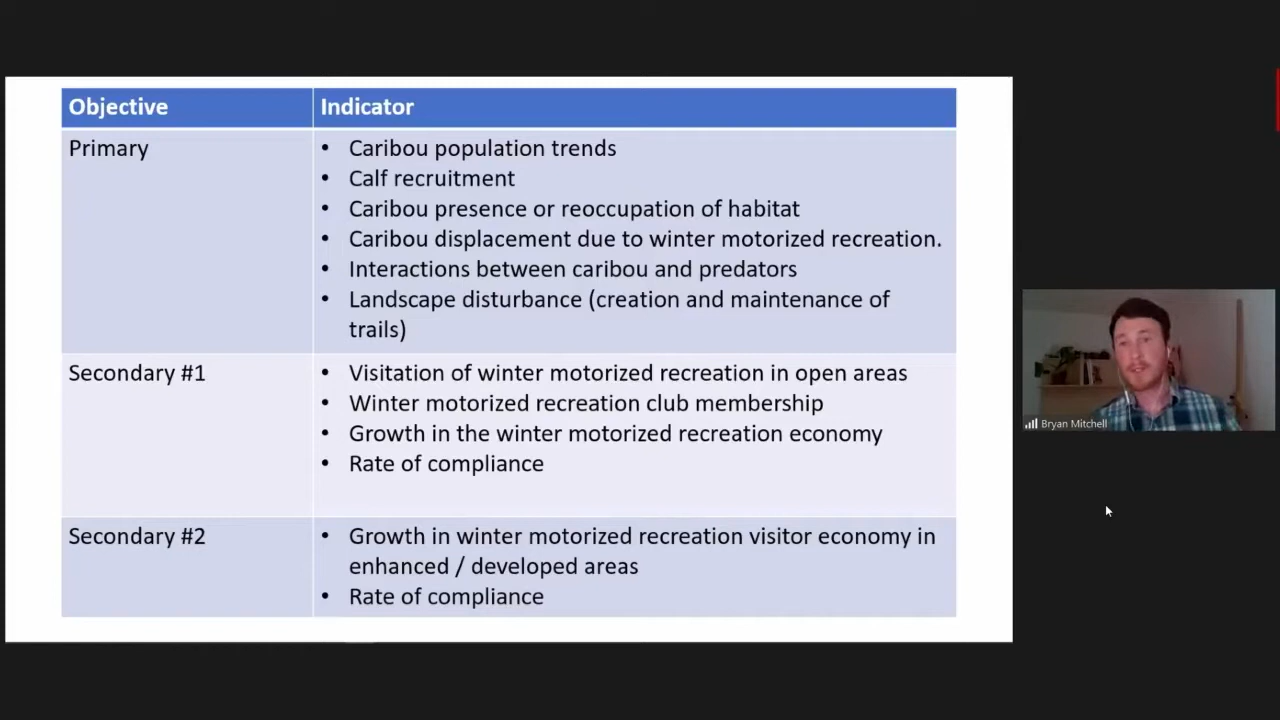 Objective Indicator
Primary
• Caribou population trends
• Calf recruitment
• Caribou presence or reoccupation of habitat
• Caribou displacement due to winter motorized recreation.
• Interactions between caribou and predators
• Landscape disturbance (creation and maintenance of
trails)
Secondary #1
• Visitation of winter motorized recreation in open areas
• Winter motorized recreation club membership
• Growth in the winter motorized recreation economy
• Rate of compliance
Secondary #2
• Growth in winter motorized recreation visitor economy in
enhanced / developed areas
• Rate of compliance
Bryan Mitchell